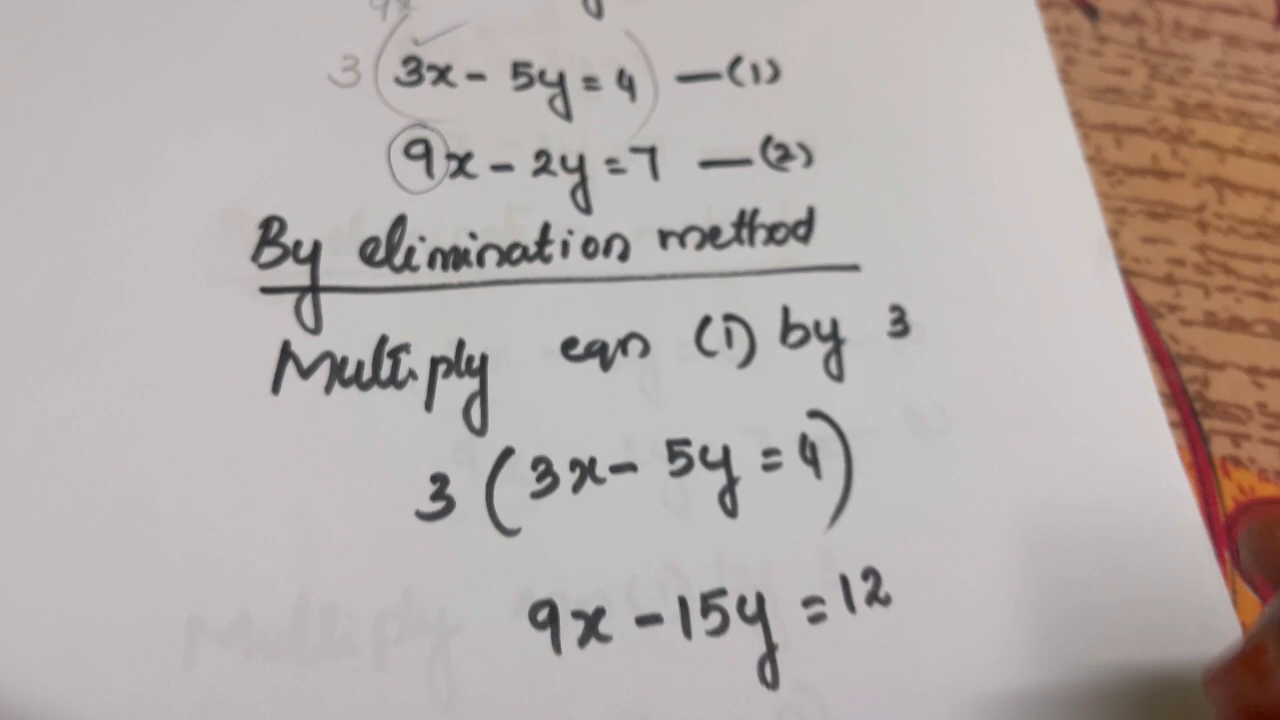 3 (3x - 5y = 4) — (1)
9x - 2y = 7 — (2)
By elimination method
Multiply eqn (1) by 3
3 (3x - 5y = 4)
9x - 15y = 12